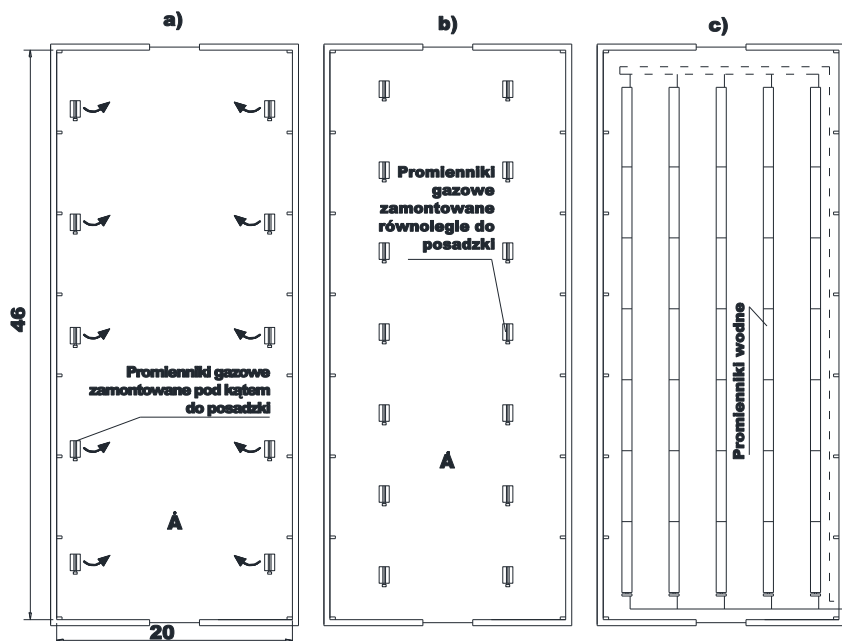 a)
b)
c)
Promienniki
gazowe
zamontowane
równolegle do
posadzki
46
Promienniki gazowe
zamontowane pod kątem
do posadzki
Promienniki wodne
Å
Å
20